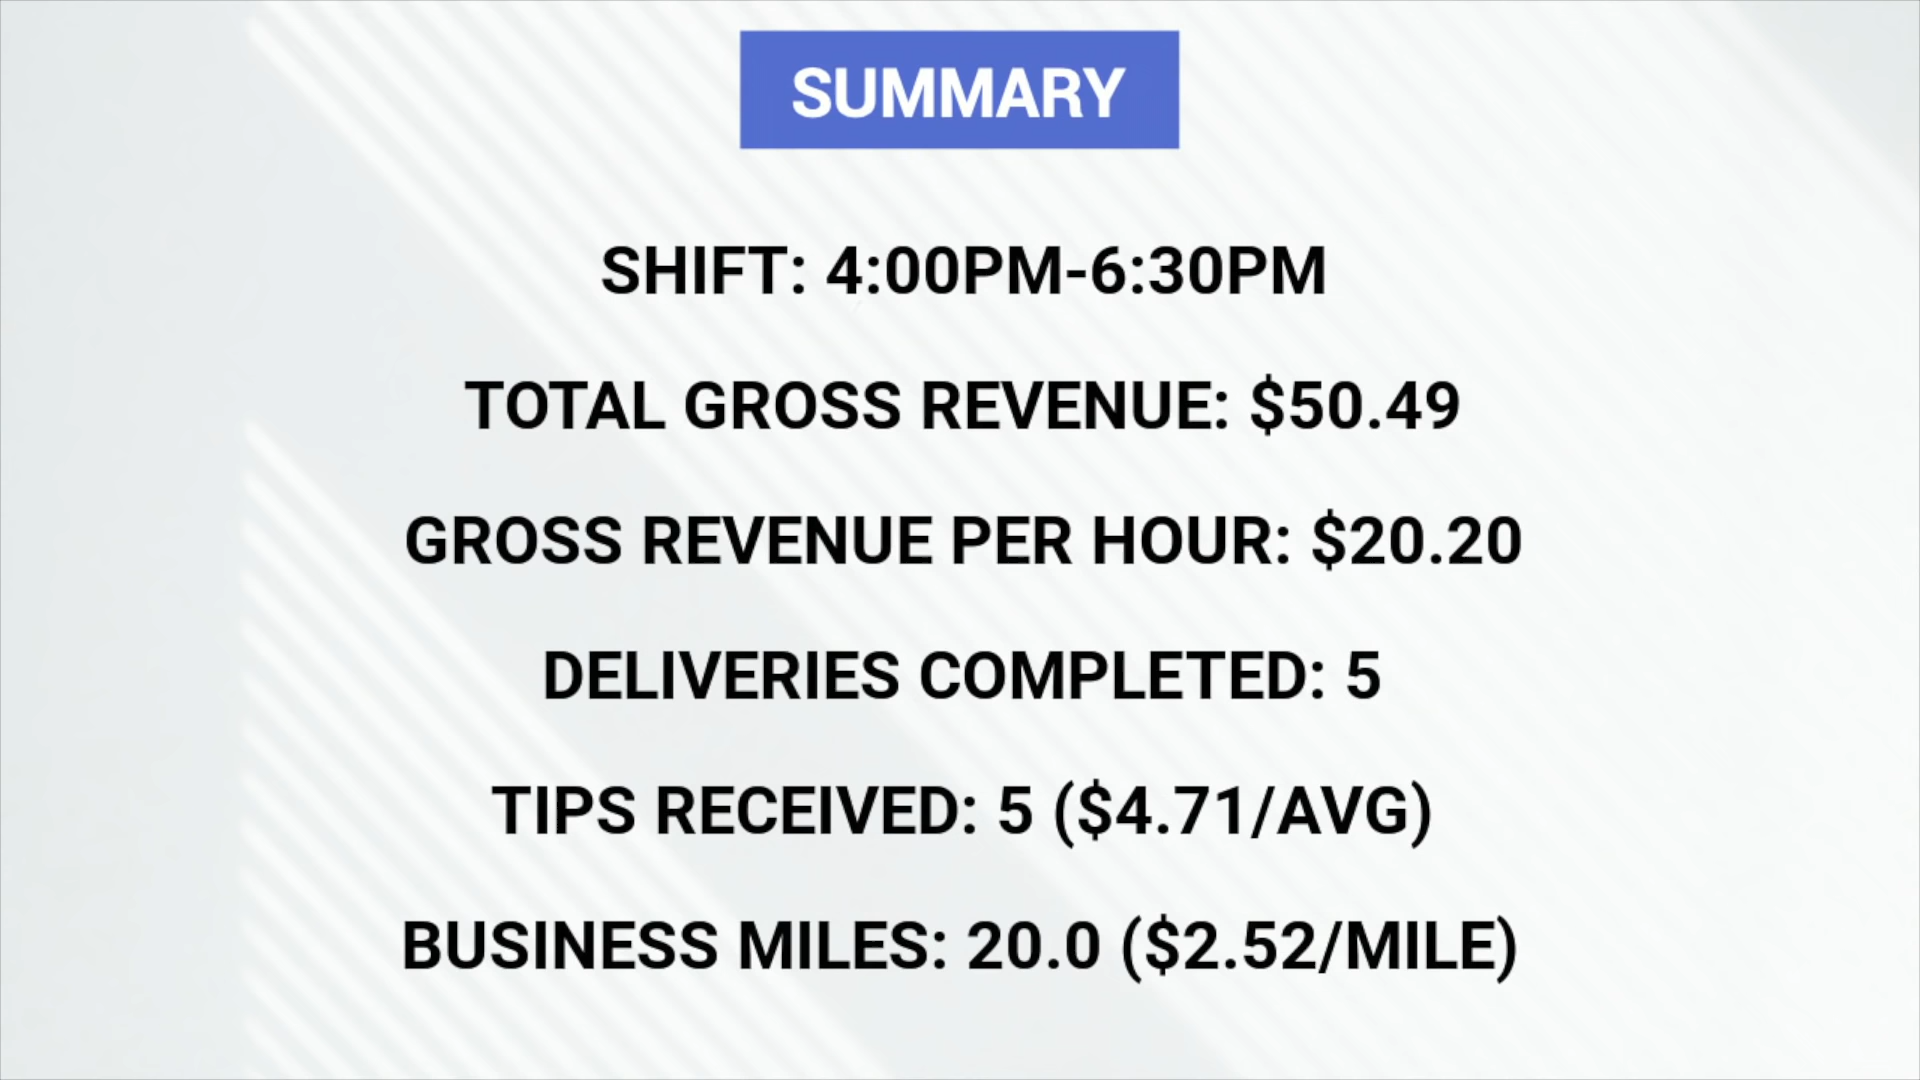 SUMMARY
SHIFT: 4:00PM-6:30PM
TOTAL GROSS REVENUE: $50.49
GROSS REVENUE PER HOUR: $20.20
DELIVERIES COMPLETED: 5
TIPS RECEIVED: 5 ($4.71/AVG)
BUSINESS MILES: 20.0 ($2.52/MILE)